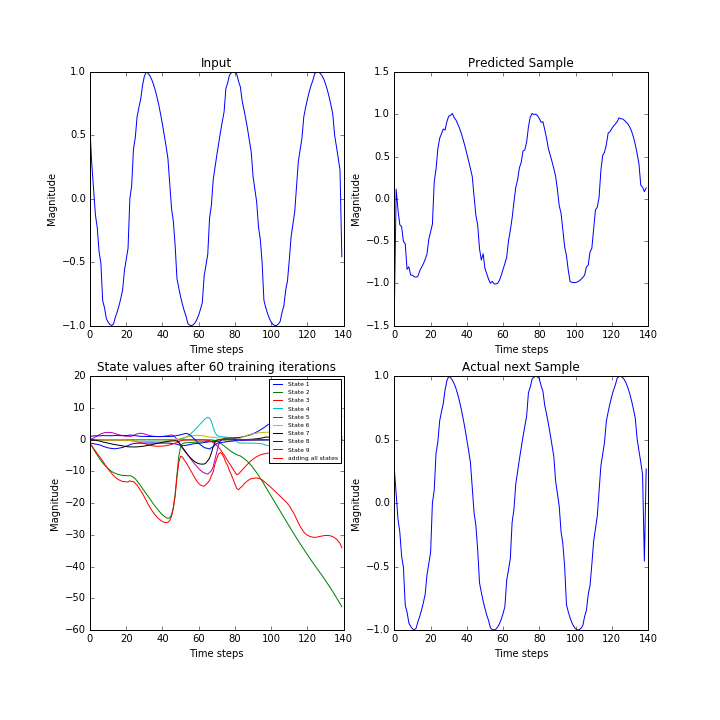 Input
Magnitude
1.0
0.5
0.0
−0.5
−1.0
0 20 40 60 80 100 120 140
Time steps
Predicted Sample
Magnitude
1.5
1.0
0.5
0.0
−0.5
−1.0
−1.5
0 20 40 60 80 100 120 140
Time steps
State values after 60 training iterations
Magnitude
20
10
0
−10
−20
−30
−40
−50
−60
0 20 40 60 80 100 120 140
Time steps
State 1
State 2
State 3
State 4
State 5
State 6
State 7
State 8
State 9
adding all states
Actual next Sample
Magnitude
1.0
0.5
0.0
−0.5
−1.0
0 20 40 60 80 100 120 140
Time steps